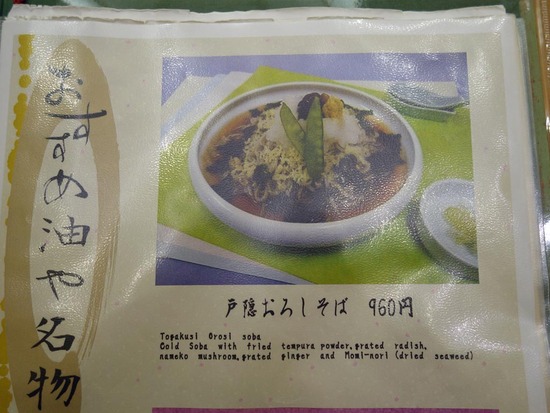 おすすめ油や名物
戸隠おろしそば 960円
Togakusi Orosi soba
Cold Soba with fried tempura powder,grated radish,
nameko mushroom,grated ginger and Momi-nori (dried seaweed)